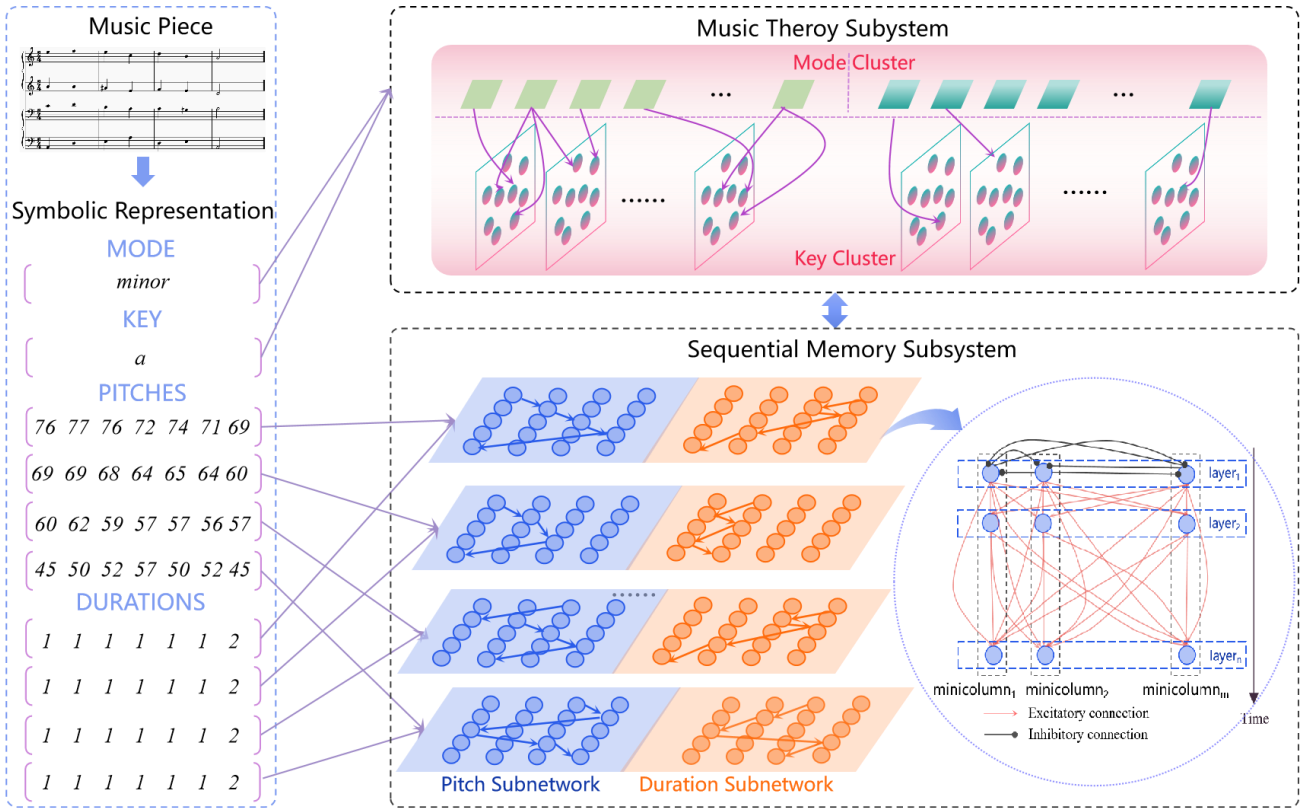 Music Piece
Symbolic Representation
MODE
minor
KEY
a
PITCHES
76 77 76 72 74 71 69
69 69 68 64 65 64 60
60 62 59 57 57 56 57
45 50 52 57 50 52 45
DURATIONS
1 1 1 1 1 1 2
1 1 1 1 1 1 2
1 1 1 1 1 1 2
1 1 1 1 1 1 2
Music Theroy Subystem
Mode Cluster
...
...
......
......
Key Cluster
Sequential Memory Subsystem
......
Pitch Subnetwork
Duration Subnetwork
layer1
layer2
layern
minicolumn1 minicolumn2 minicolumnm
Excitatory connection
Inhibitory connection
Time